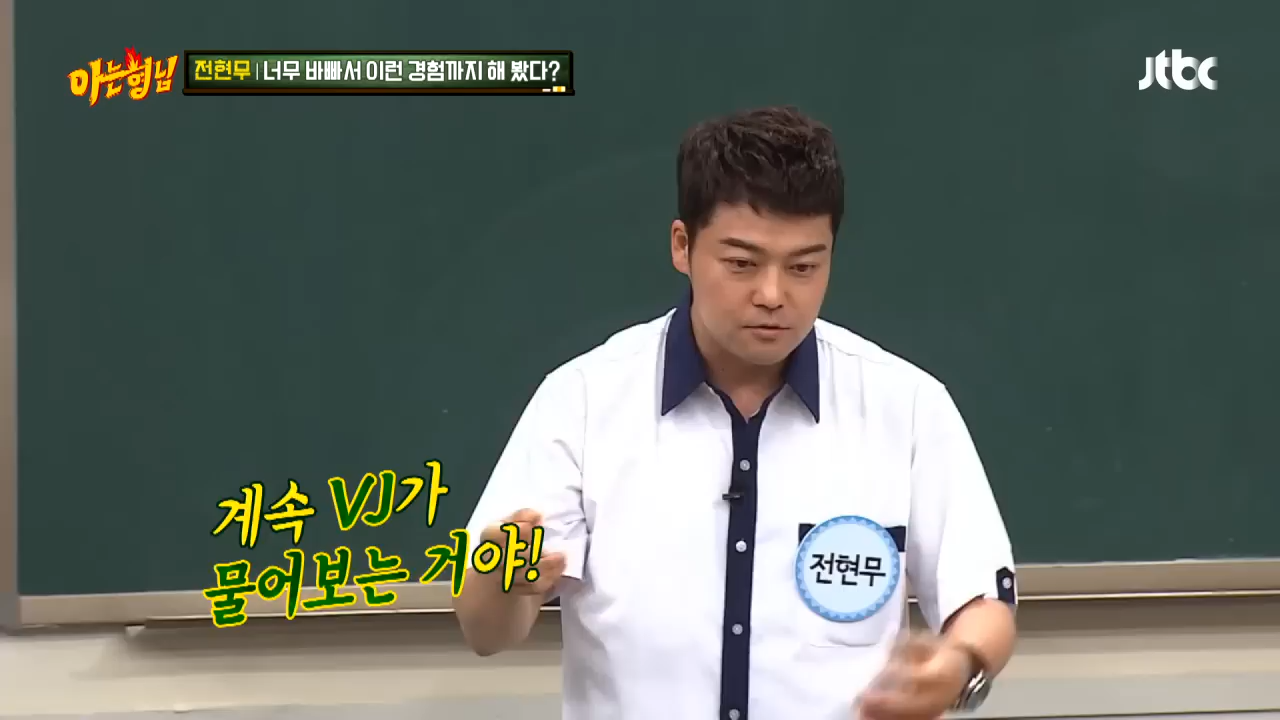 아는형님
전현무 | 너무 바빠서 이런 경험까지 해 봤다?
jtbc
계속 VJ가
물어보는 거야!
전현무